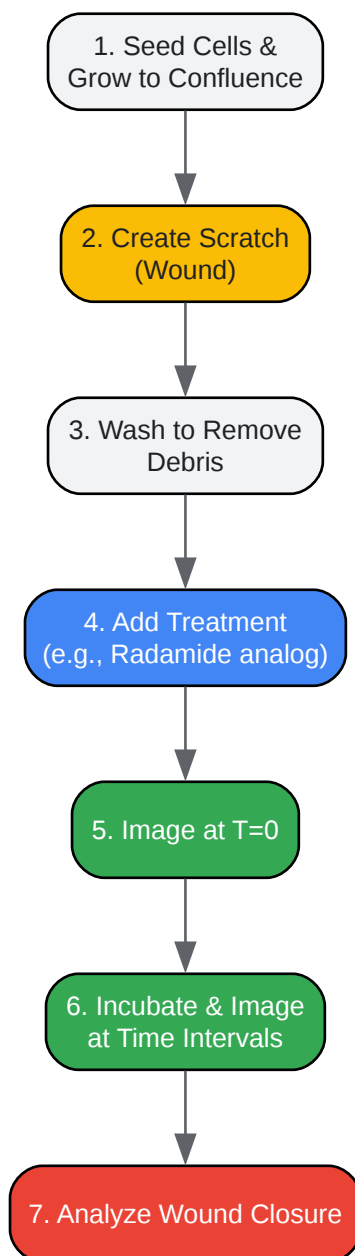 1. Seed Cells &
Grow to Confluence
2. Create Scratch
(Wound)
3. Wash to Remove
Debris
4. Add Treatment
(e.g., Radamide analog)
5. Image at T=0
6. Incubate & Image
at Time Intervals
7. Analyze Wound Closure